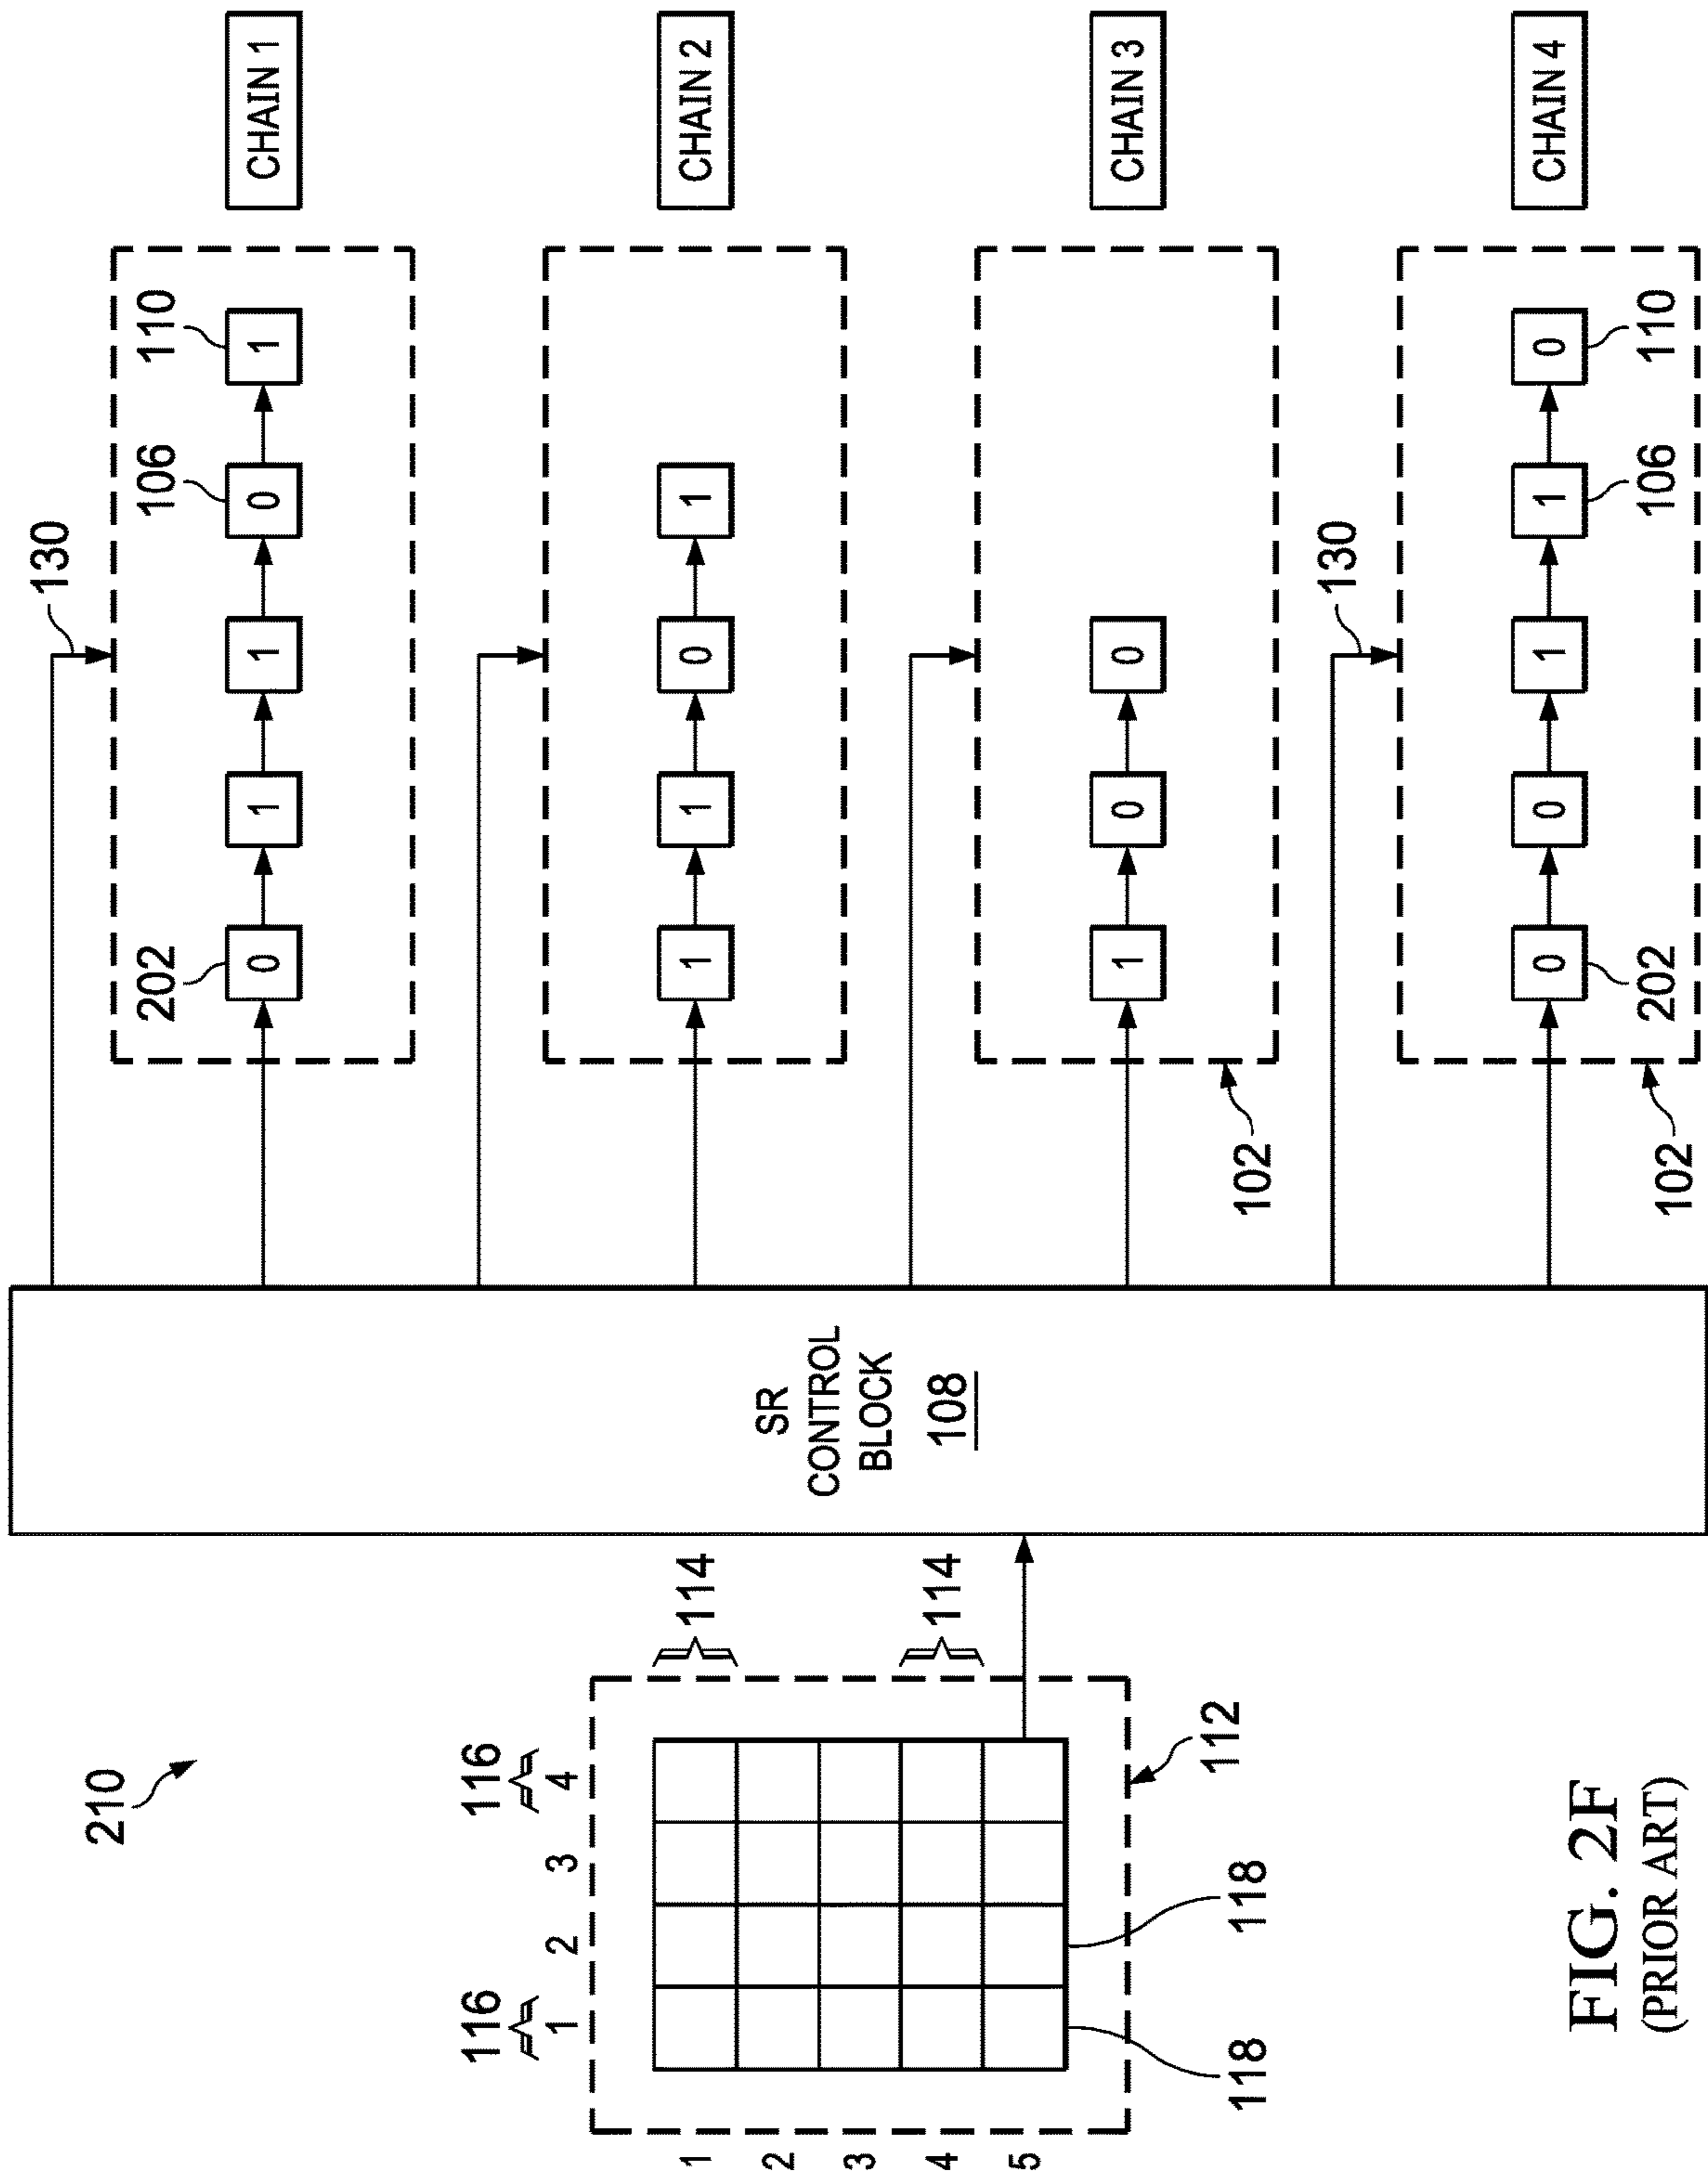 130
210
202 106 110
0 1 1 0 1 CHAIN 1
116 116
1 2 3 4
1 114 1 1 0 1 CHAIN 2
2 SR
CONTROL
3 BLOCK
4 114 108
5
1 0 0 CHAIN 3
118 118 112 102
130
0 0 1 1 0 CHAIN 4
FIG. 2F
(PRIOR ART)
102 202 106 110